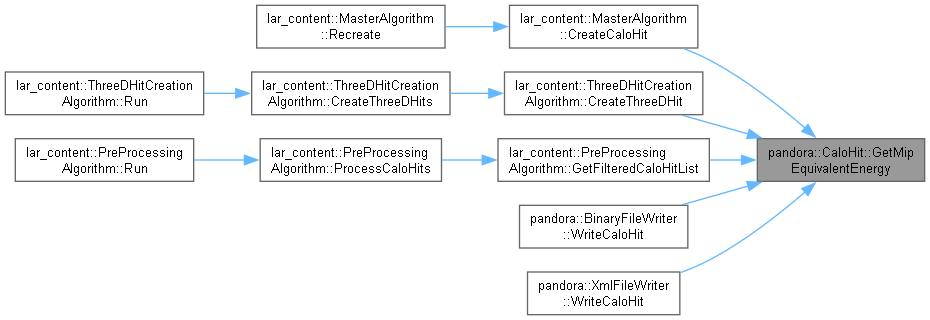 lar_content::MasterAlgorithm
::Recreate
lar_content::MasterAlgorithm
::CreateCaloHit
lar_content::ThreeDHitCreation
Algorithm::Run
lar_content::ThreeDHitCreation
Algorithm::CreateThreeDHits
lar_content::ThreeDHitCreation
Algorithm::CreateThreeDHit
lar_content::PreProcessing
Algorithm::Run
lar_content::PreProcessing
Algorithm::ProcessCaloHits
lar_content::PreProcessing
Algorithm::GetFilteredCaloHitList
pandora::CaloHit::GetMip
EquivalentEnergy
pandora::BinaryFileWriter
::WriteCaloHit
pandora::XmlFileWriter
::WriteCaloHit